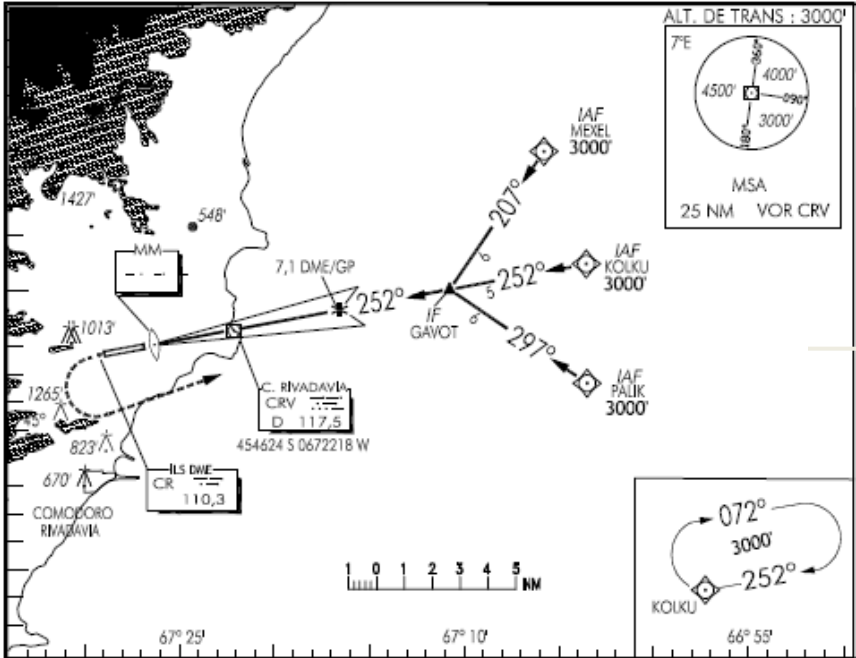 ALT. DE TRANS : 3000'
7°E
360°
4500'
4000'
090°
3000'
180°
MSA
25 NM VOR CRV
IAF
MEXEL
3000'
207°
1427'
548'
MM
7,1 DME/GP
252°
6
252°
5
IAF
KOLKU
3000'
IF
GAVOT
6
297°
IAF
PALIK
3000'
1013'
1265'
45°
823'
670'
C. RIVADAVIA
CRV
D 117,5
454624 S 0672218 W
ILS DME
CR
110,3
COMODORO
RIVADAVIA
1 0 1 2 3 4 5
NM
072°
3000'
252°
KOLKU
67° 25'
67° 10'
66° 55'